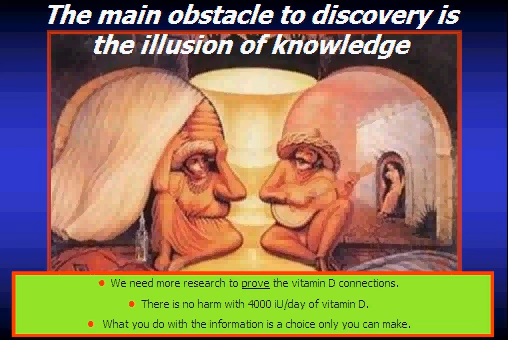 The main obstacle to discovery is
the illusion of knowledge
• We need more research to prove the vitamin D connections.
• There is no harm with 4000 iU/day of vitamin D.
• What you do with the information is a choice only you can make.